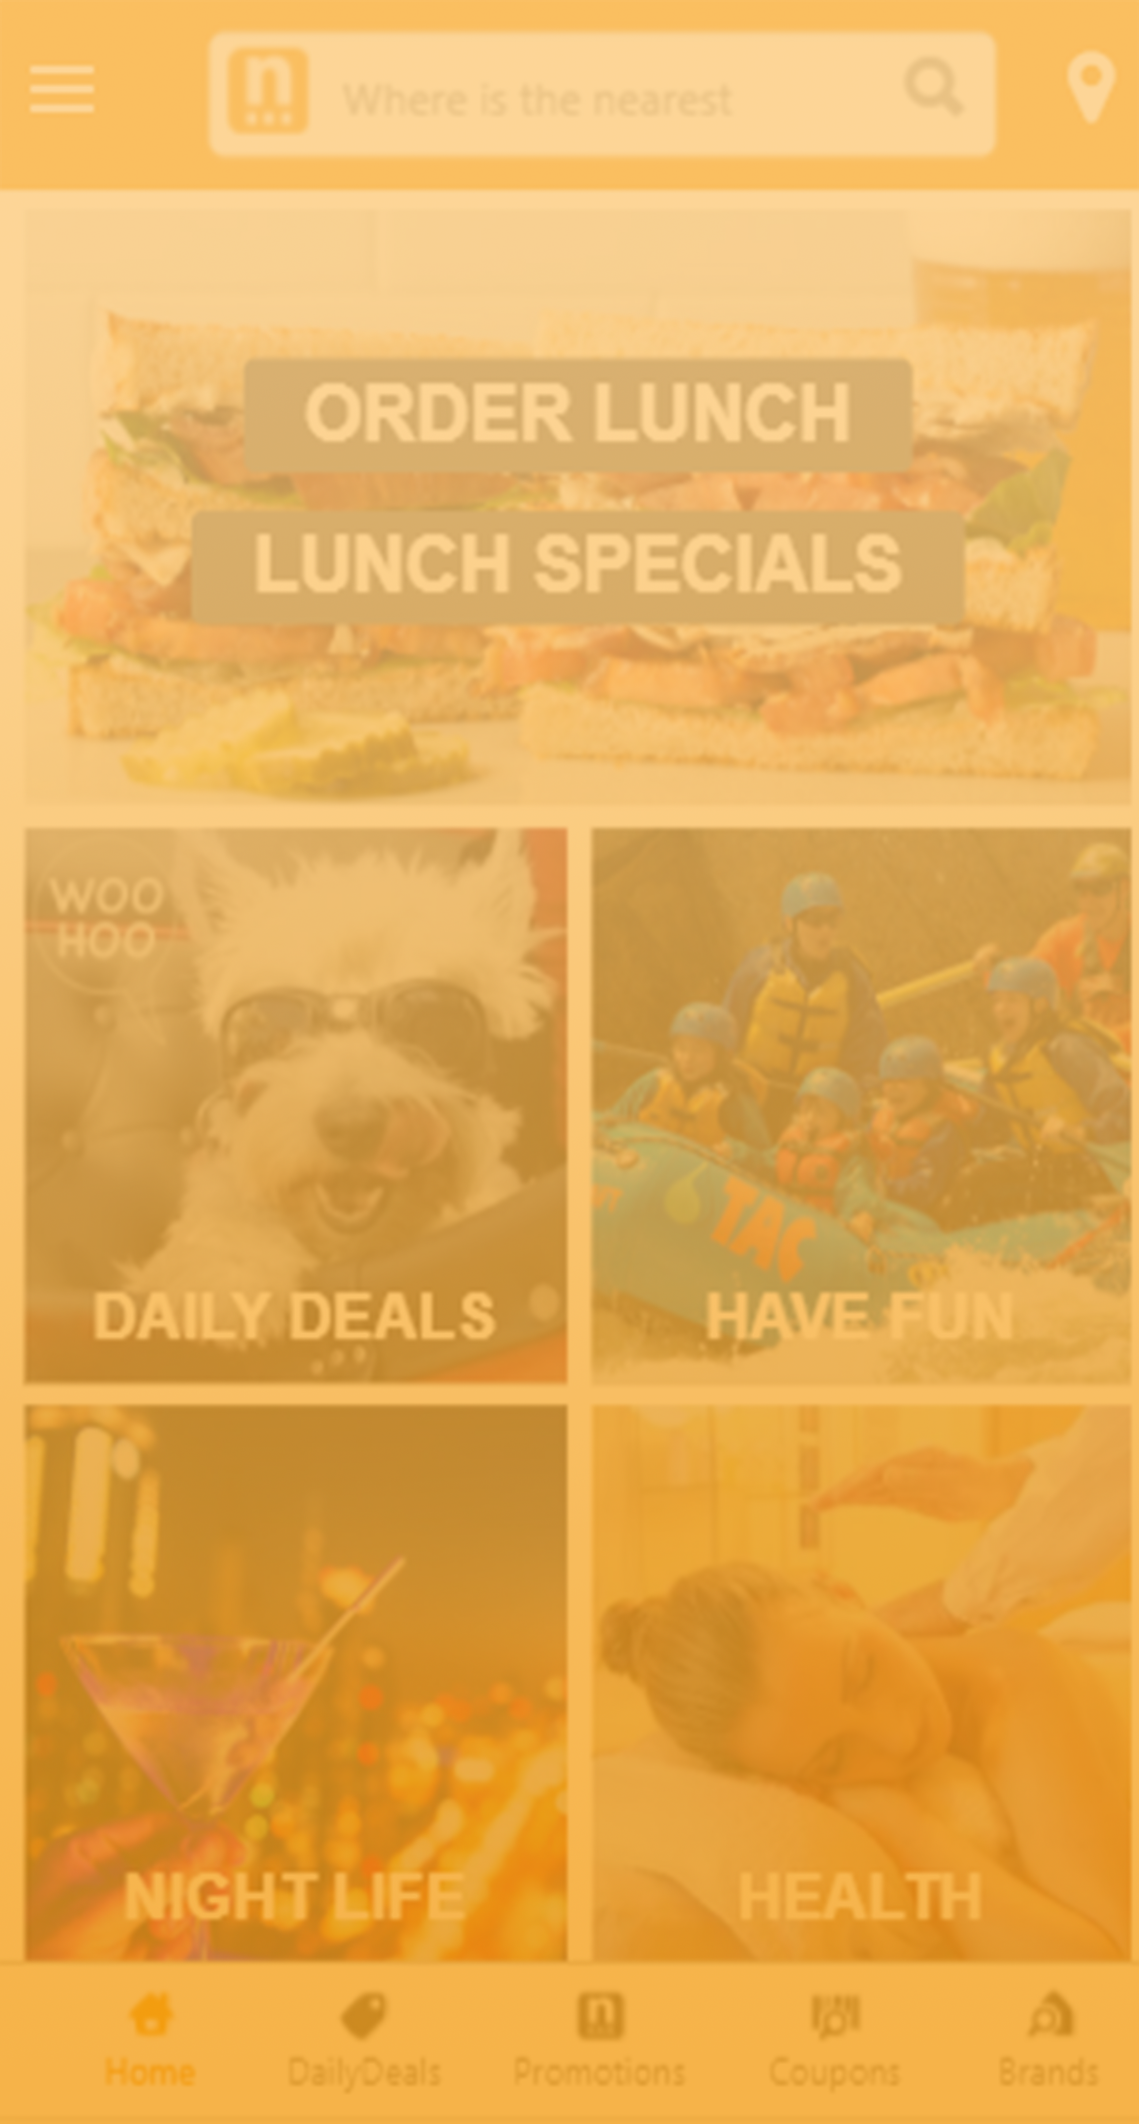 n
Where is the nearest
ORDER LUNCH
LUNCH SPECIALS
WOO
HOO
TAC
DAILY DEALS
HAVE FUN
NIGHT LIFE
HEALTH
n
Home
DailyDeals
Promotions
Coupons
Brands